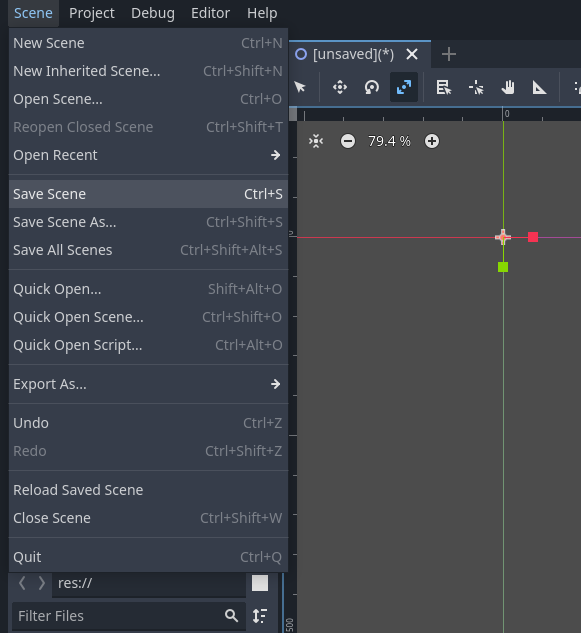 Scene Project Debug Editor Help
New Scene Ctrl+N
New Inherited Scene... Ctrl+Shift+N
Open Scene... Ctrl+O
Reopen Closed Scene Ctrl+Shift+T
Open Recent
Save Scene Ctrl+S
Save Scene As... Ctrl+Shift+S
Save All Scenes Ctrl+Shift+Alt+S
Quick Open... Shift+Alt+O
Quick Open Scene... Ctrl+Shift+O
Quick Open Script... Ctrl+Alt+O
Export As...
Undo Ctrl+Z
Redo Ctrl+Shift+Z
Reload Saved Scene
Close Scene Ctrl+Shift+W
Quit Ctrl+Q
res://
Filter Files
[unsaved](*)
0
79.4 %
0
500